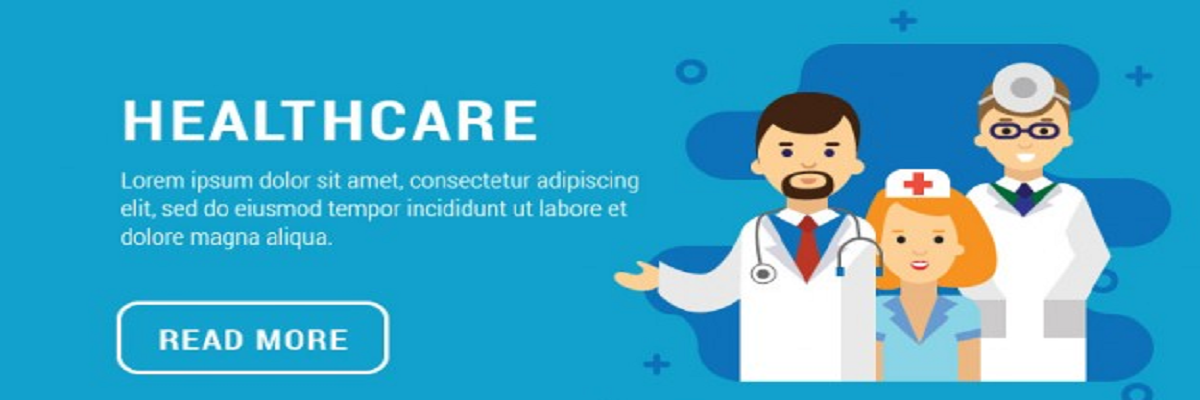 HEALTHCARE
Lorem ipsum dolor sit amet, consectetur adipiscing
elit, sed do eiusmod tempor incididunt ut labore et
dolore magna aliqua.
READ MORE